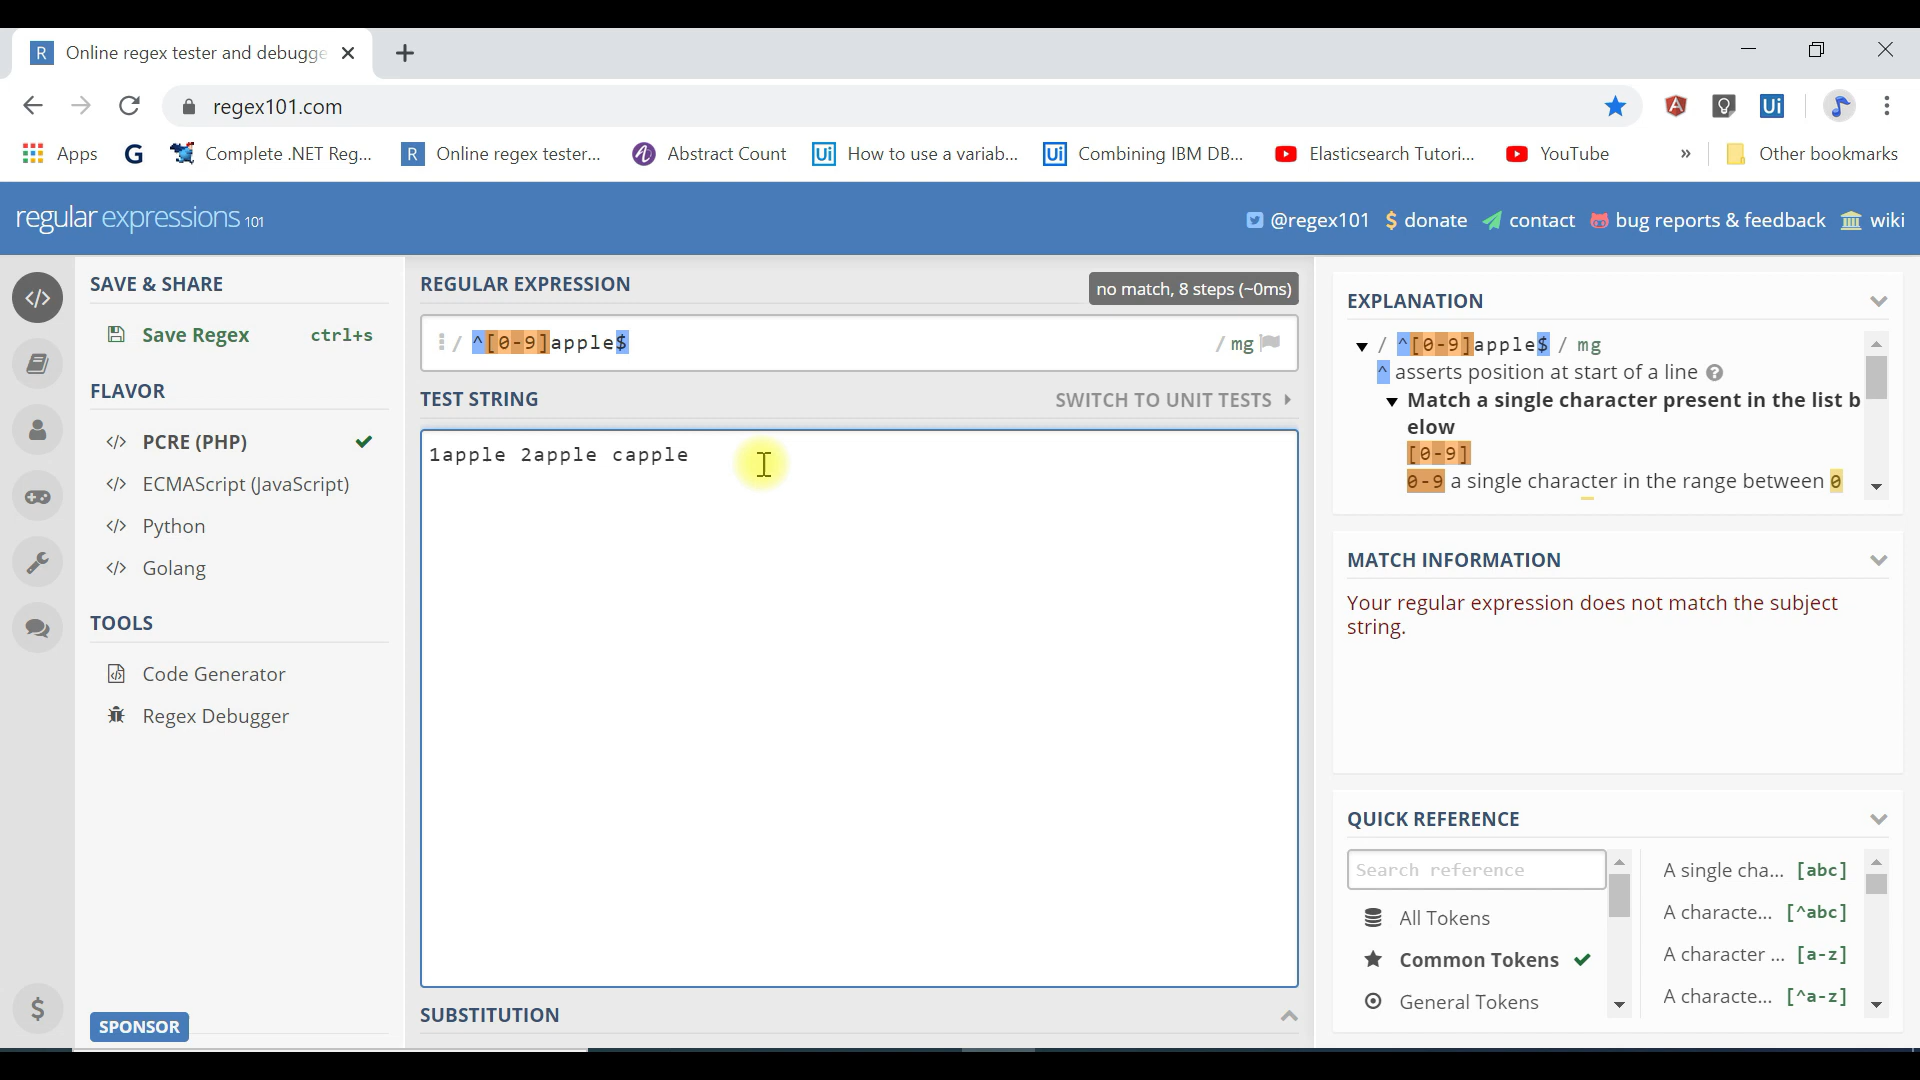 R Online regex tester and debugge
regex101.com
Ui
Apps
G
Complete .NET Reg...
R Online regex tester...
Abstract Count
Ui How to use a variab...
Ui Combining IBM DB...
Elasticsearch Tutori...
YouTube
»
Other bookmarks
regular expressions 101
@regex101
$ donate
contact
bug reports & feedback
wiki
SAVE & SHARE
Save Regex ctrl+s
FLAVOR
</> PCRE (PHP)
</> ECMAScript (JavaScript)
</> Python
</> Golang
TOOLS
Code Generator
Regex Debugger
SPONSOR
$
REGULAR EXPRESSION
no match, 8 steps (~0ms)
/ ^[0-9]apple$ / mg
TEST STRING
SWITCH TO UNIT TESTS
1apple 2apple capple
SUBSTITUTION
EXPLANATION
/ ^[0-9]apple$ / mg
^ asserts position at start of a line ?
Match a single character present in the list b
elow
[0-9]
0-9 a single character in the range between 0
MATCH INFORMATION
Your regular expression does not match the subject
string.
QUICK REFERENCE
Search reference
All Tokens
Common Tokens
General Tokens
A single cha... [abc]
A characte... [^abc]
A character ... [a-z]
A characte... [^a-z]